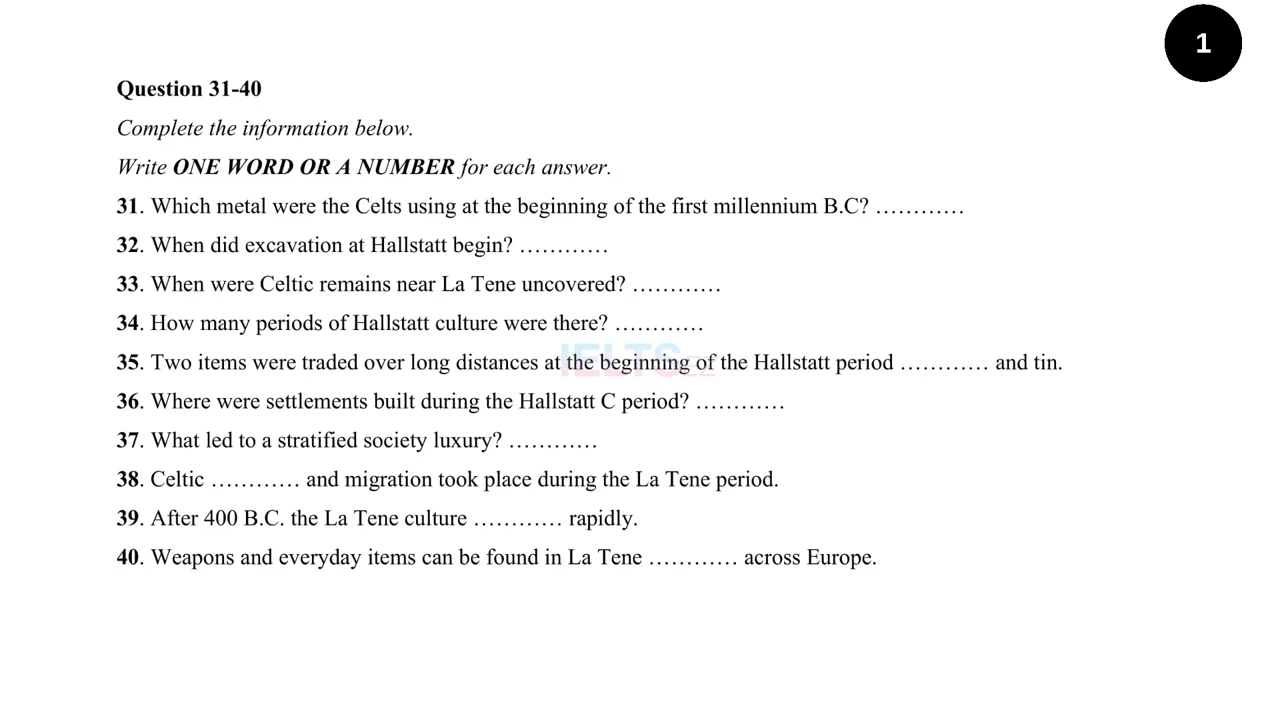 1
Question 31-40
Complete the information below.
Write ONE WORD OR A NUMBER for each answer.
31. Which metal were the Celts using at the beginning of the first millennium B.C? …………
32. When did excavation at Hallstatt begin? …………
33. When were Celtic remains near La Tene uncovered? …………
34. How many periods of Hallstatt culture were there? …………
IELTS
35. Two items were traded over long distances at the beginning of the Hallstatt period ………… and tin.
36. Where were settlements built during the Hallstatt C period? …………
37. What led to a stratified society luxury? …………
38. Celtic ………… and migration took place during the La Tene period.
39. After 400 B.C. the La Tene culture ………… rapidly.
40. Weapons and everyday items can be found in La Tene ………… across Europe.